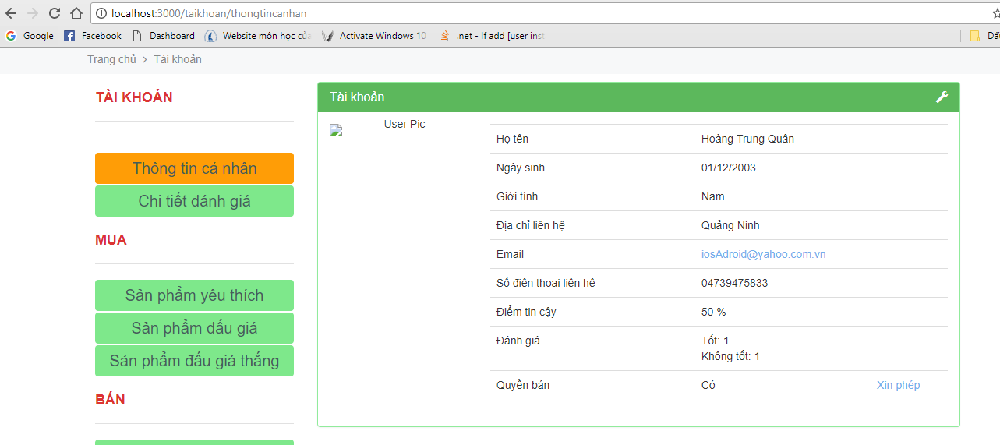 localhost:3000/taikhoan/thongtincanhan
Google Facebook Dashboard Website môn học củ Activate Windows 10 .net - If add [user inst
Trang chủ > Tài khoản
TÀI KHOẢN
Thông tin cá nhân
Chi tiết đánh giá
MUA
Sản phẩm yêu thích
Sản phẩm đấu giá
Sản phẩm đấu giá thắng
BÁN
Tài khoản
User Pic
Họ tên Hoàng Trung Quân
Ngày sinh 01/12/2003
Giới tính Nam
Địa chỉ liên hệ Quảng Ninh
Email iosAdroid@yahoo.com.vn
Số điện thoại liên hệ 04739475833
Điểm tin cậy 50 %
Đánh giá Tốt: 1
Không tốt: 1
Quyền bán Có Xin phép